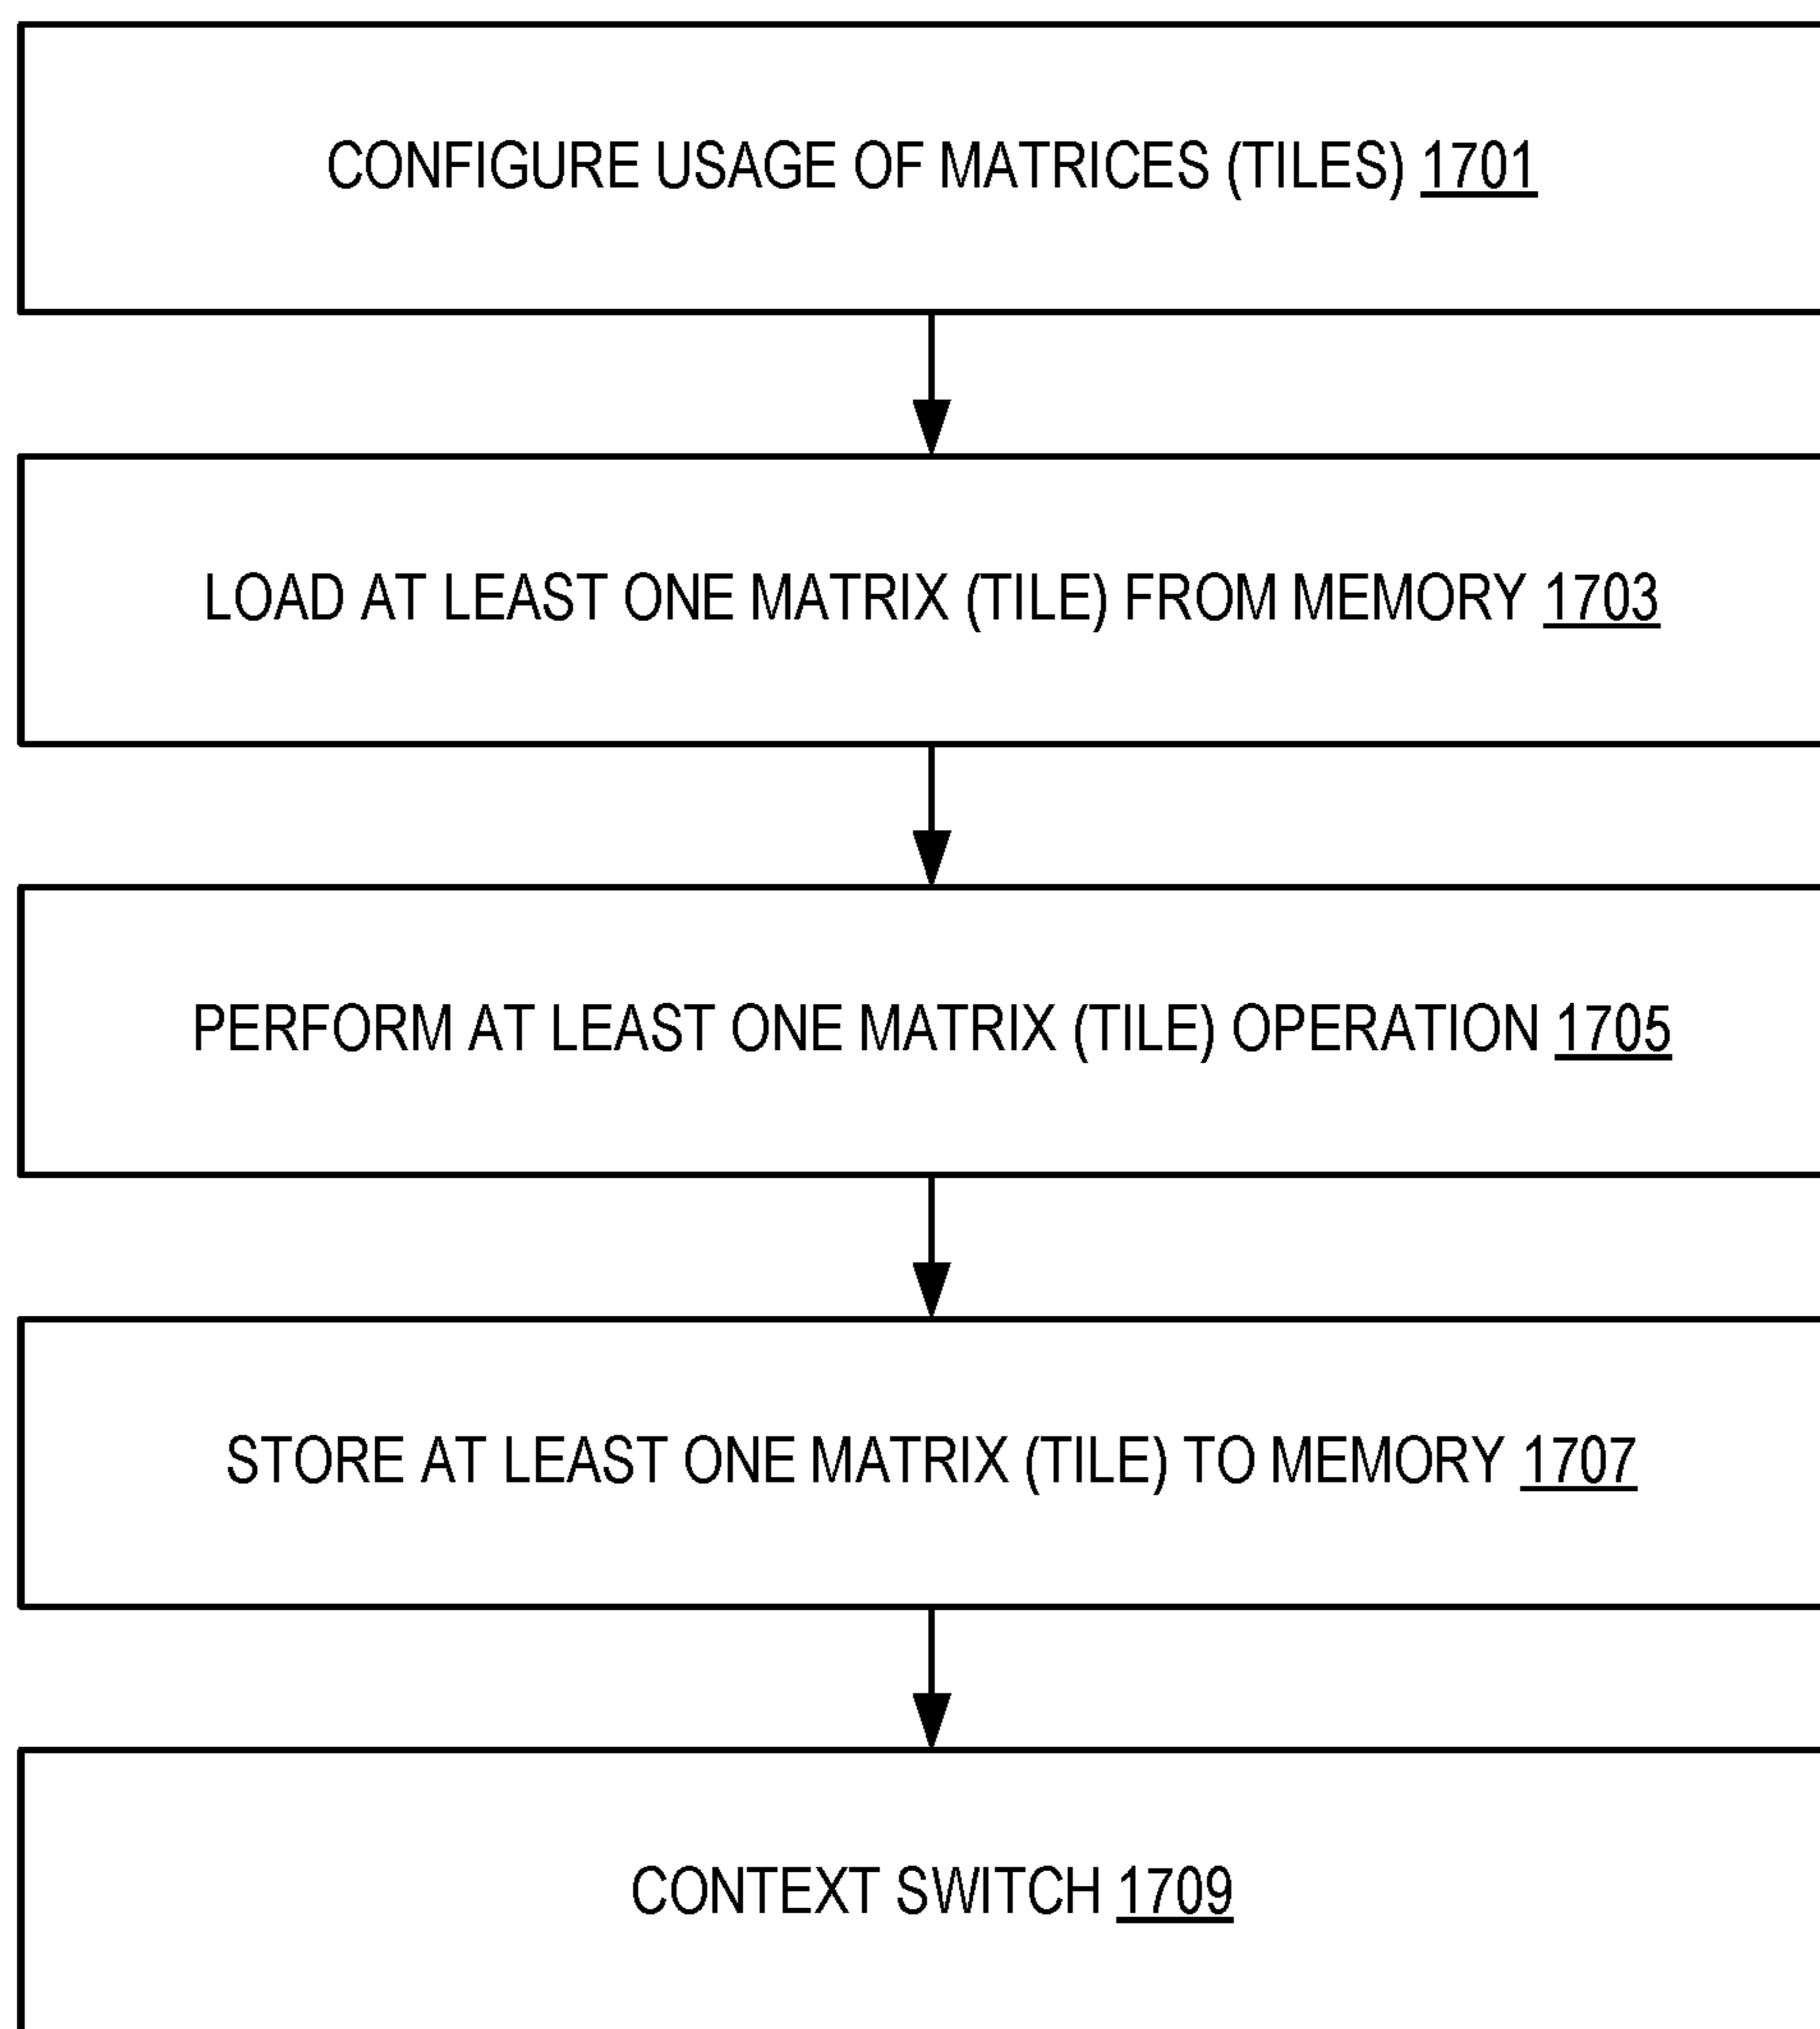 CONFIGURE USAGE OF MATRICES (TILES) 1701
LOAD AT LEAST ONE MATRIX (TILE) FROM MEMORY 1703
PERFORM AT LEAST ONE MATRIX (TILE) OPERATION 1705
STORE AT LEAST ONE MATRIX (TILE) TO MEMORY 1707
CONTEXT SWITCH 1709